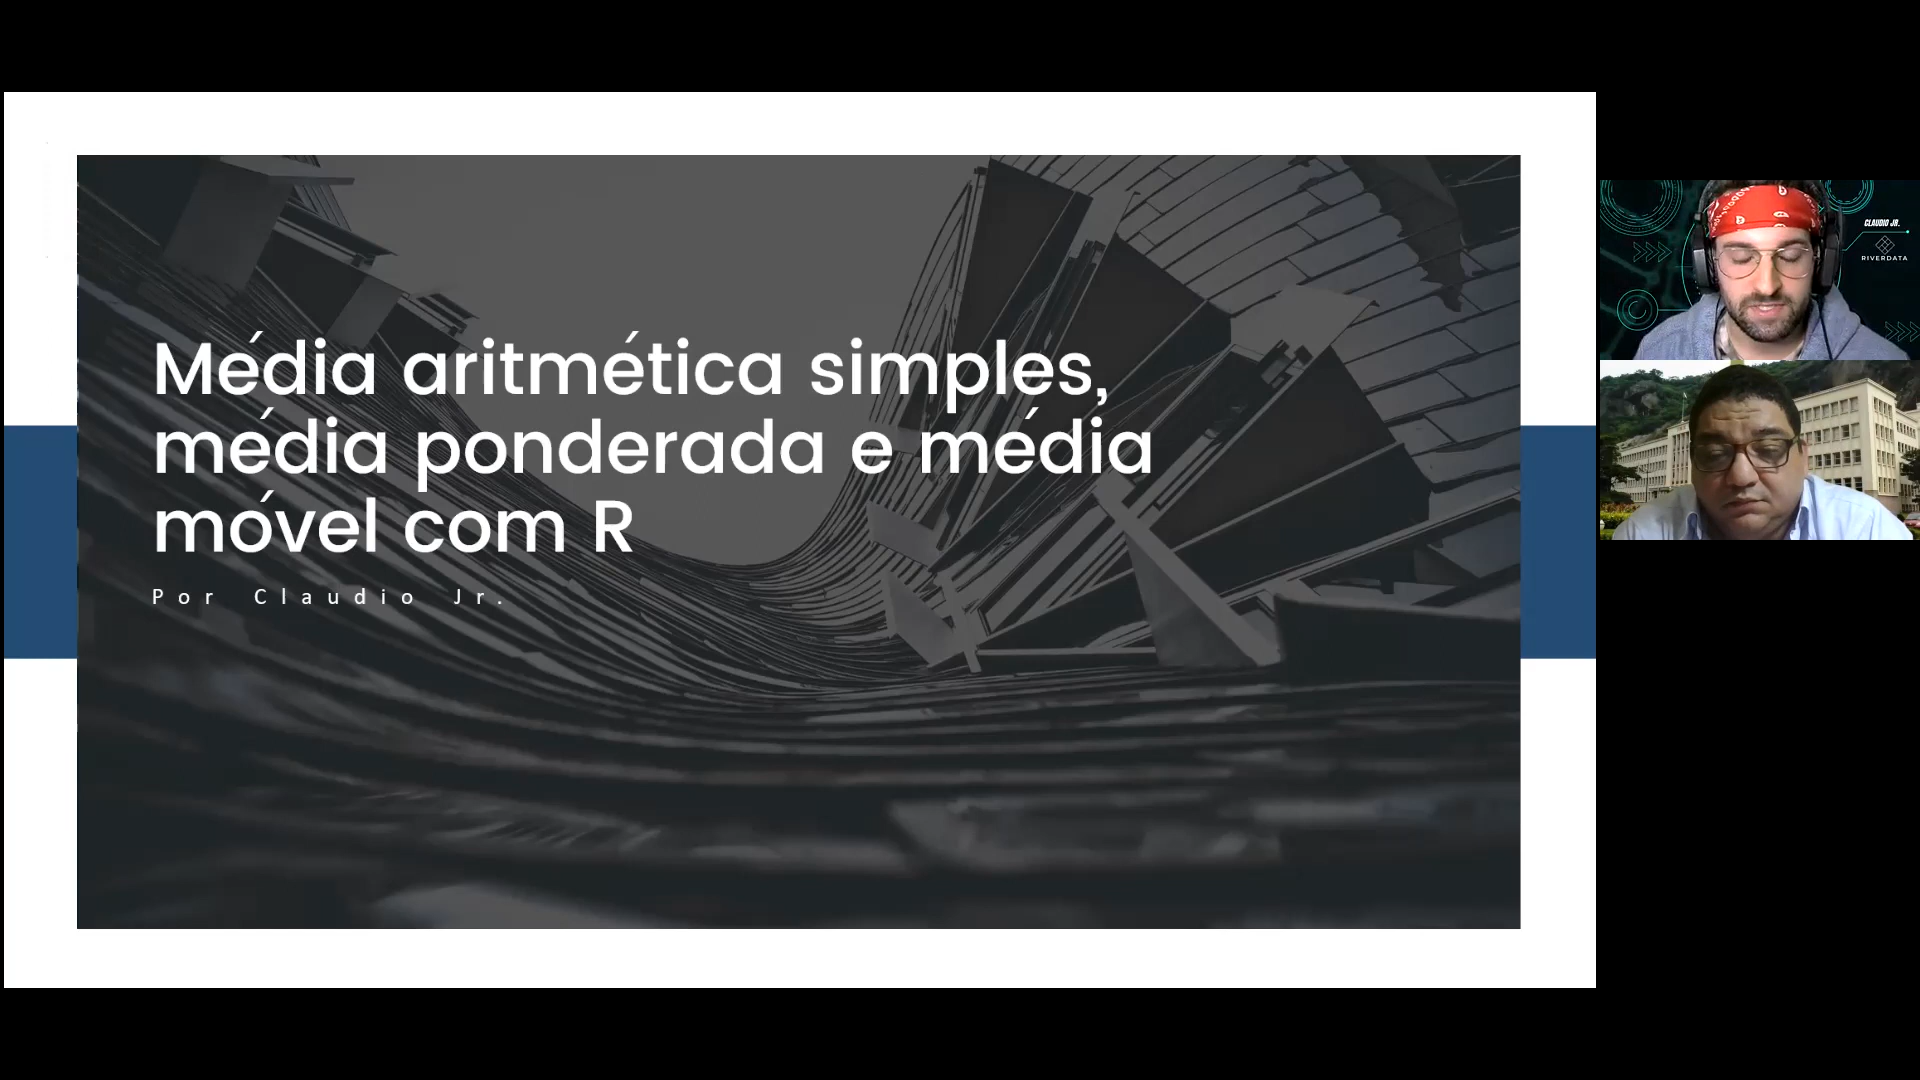 Média aritmética simples,
média ponderada e média
móvel com R
Por Claudio Jr.
CLAUDIO JR.
RIVERDATA